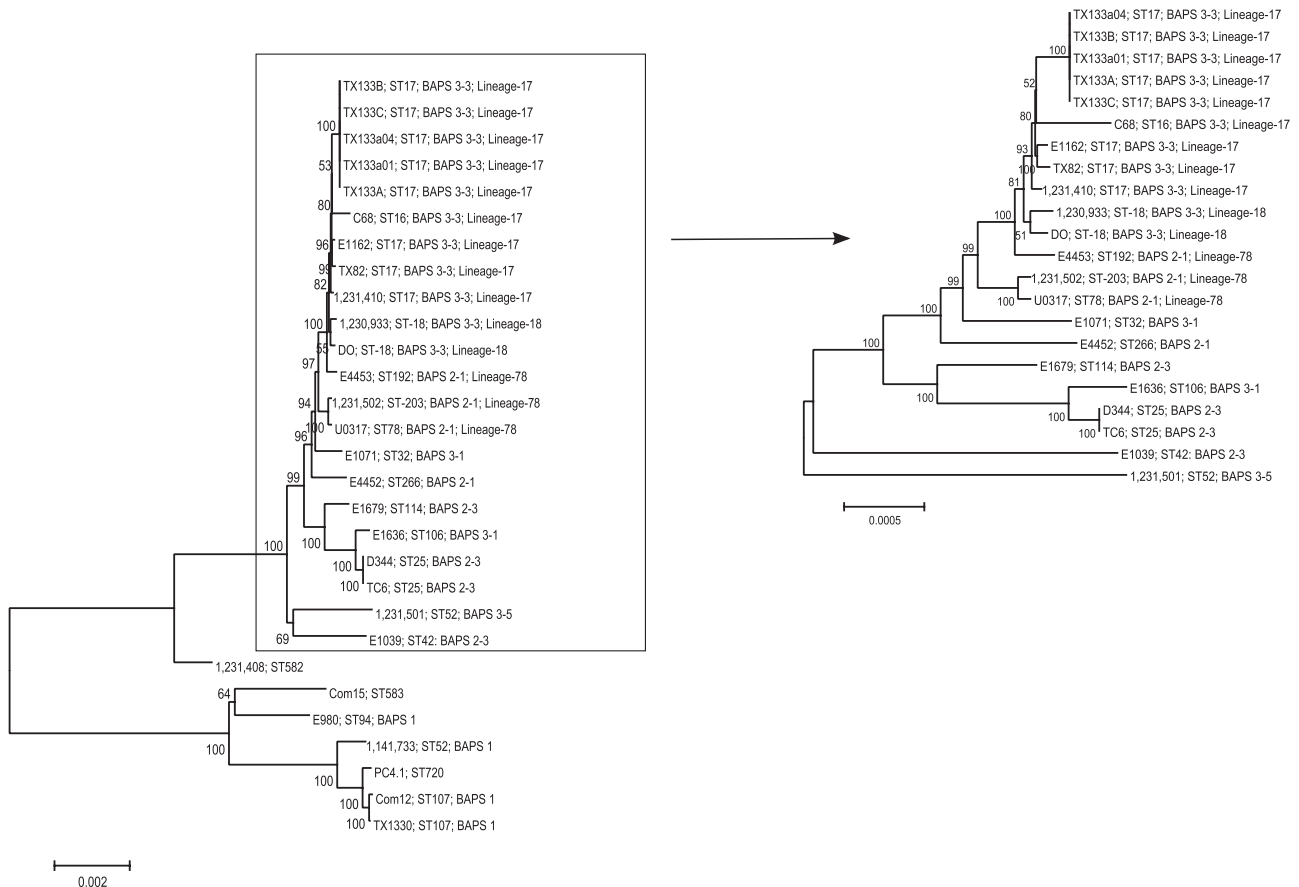 TX133B; ST17; BAPS 3-3; Lineage-17
TX133C; ST17; BAPS 3-3; Lineage-17
100
TX133a04; ST17; BAPS 3-3; Lineage-17
53
TX133a01; ST17; BAPS 3-3; Lineage-17
TX133A; ST17; BAPS 3-3; Lineage-17
80
C68; ST16; BAPS 3-3; Lineage-17
96
E1162; ST17; BAPS 3-3; Lineage-17
99
TX82; ST17; BAPS 3-3; Lineage-17
82
1,231,410; ST17; BAPS 3-3; Lineage-17
100
1,230,933; ST-18; BAPS 3-3; Lineage-18
55
DO; ST-18; BAPS 3-3; Lineage-18
97
E4453; ST192; BAPS 2-1; Lineage-78
94
1,231,502; ST-203; BAPS 2-1; Lineage-78
100
U0317; ST78; BAPS 2-1; Lineage-78
96
E1071; ST32; BAPS 3-1
99
E4452; ST266; BAPS 2-1
E1679; ST114; BAPS 2-3
100
E1636; ST106; BAPS 3-1
100
100
D344; ST25; BAPS 2-3
100
TC6; ST25; BAPS 2-3
1,231,501; ST52; BAPS 3-5
69
E1039; ST42: BAPS 2-3
1,231,408; ST582
64
Com15; ST583
E980; ST94; BAPS 1
100
1,141,733; ST52; BAPS 1
100
PC4.1; ST720
100
Com12; ST107; BAPS 1
100
TX1330; ST107; BAPS 1
0.002
TX133a04; ST17; BAPS 3-3; Lineage-17
TX133B; ST17; BAPS 3-3; Lineage-17
100
TX133a01; ST17; BAPS 3-3; Lineage-17
52
TX133A; ST17; BAPS 3-3; Lineage-17
TX133C; ST17; BAPS 3-3; Lineage-17
80
C68; ST16; BAPS 3-3; Lineage-17
93
E1162; ST17; BAPS 3-3; Lineage-17
100
TX82; ST17; BAPS 3-3; Lineage-17
81
1,231,410; ST17; BAPS 3-3; Lineage-17
100
1,230,933; ST-18; BAPS 3-3; Lineage-18
51
DO; ST-18; BAPS 3-3; Lineage-18
99
E4453; ST192; BAPS 2-1; Lineage-78
99
1,231,502; ST-203; BAPS 2-1; Lineage-78
100
U0317; ST78; BAPS 2-1; Lineage-78
100
E1071; ST32; BAPS 3-1
100
E4452; ST266; BAPS 2-1
E1679; ST114; BAPS 2-3
100
E1636; ST106; BAPS 3-1
100
D344; ST25; BAPS 2-3
100
TC6; ST25; BAPS 2-3
E1039; ST42: BAPS 2-3
1,231,501; ST52; BAPS 3-5
0.0005